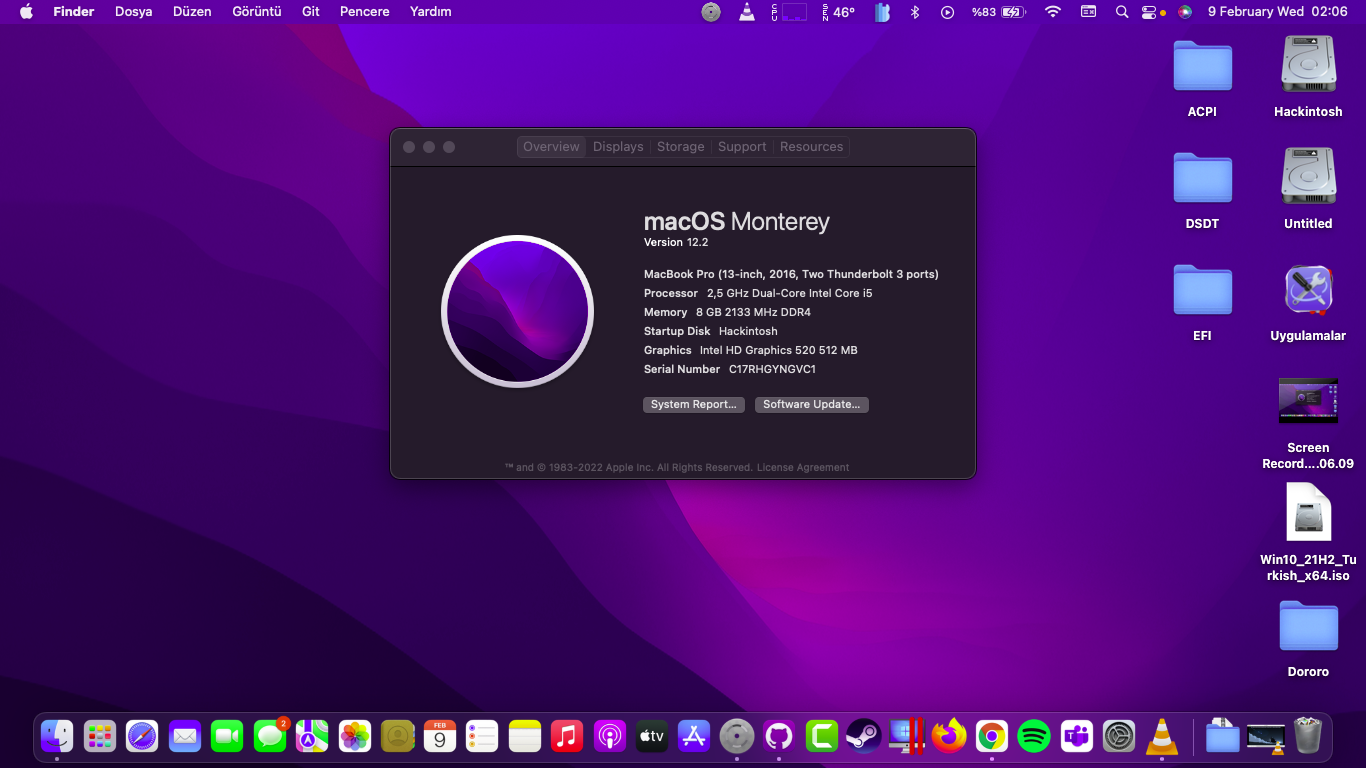 Finder Dosya Düzen Görüntü Git Pencere Yardım CPU SEN 46° %83 9 February Wed 02:06
Overview Displays Storage Support Resources
macOS Monterey
Version 12.2
MacBook Pro (13-inch, 2016, Two Thunderbolt 3 ports)
Processor 2,5 GHz Dual-Core Intel Core i5
Memory 8 GB 2133 MHz DDR4
Startup Disk Hackintosh
Graphics Intel HD Graphics 520 512 MB
Serial Number C17RHGYNGVC1
System Report... Software Update...
™ and © 1983-2022 Apple Inc. All Rights Reserved. License Agreement
ACPI
Hackintosh
DSDT
Untitled
EFI
Uygulamalar
Screen
Record....06.09
Win10_21H2_Tu
rkish_x64.iso
Dororo
2
FEB
9
tv